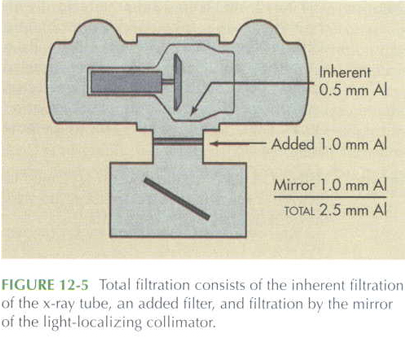 Inherent
0.5 mm Al
Added 1.0 mm Al
Mirror 1.0 mm Al
TOTAL 2.5 mm Al
FIGURE 12-5 Total filtration consists of the inherent filtration
of the x-ray tube, an added filter, and filtration by the mirror
of the light-localizing collimator.